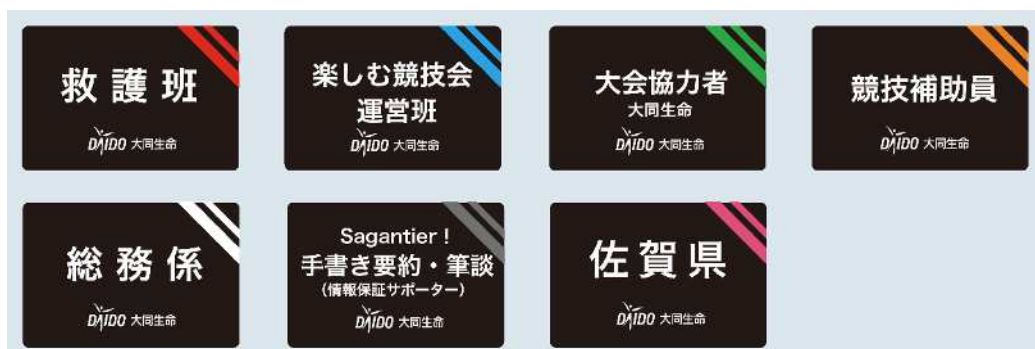 救護班
DAIDO 大同生命
楽しむ競技会
運営班
DAIDO 大同生命
大会協力者
大同生命
DAIDO 大同生命
競技補助員
DAIDO 大同生命
総務係
DAIDO 大同生命
Sagantier！
手書き要約・筆談
（情報保証サポーター）
DAIDO 大同生命
佐賀県
DAIDO 大同生命